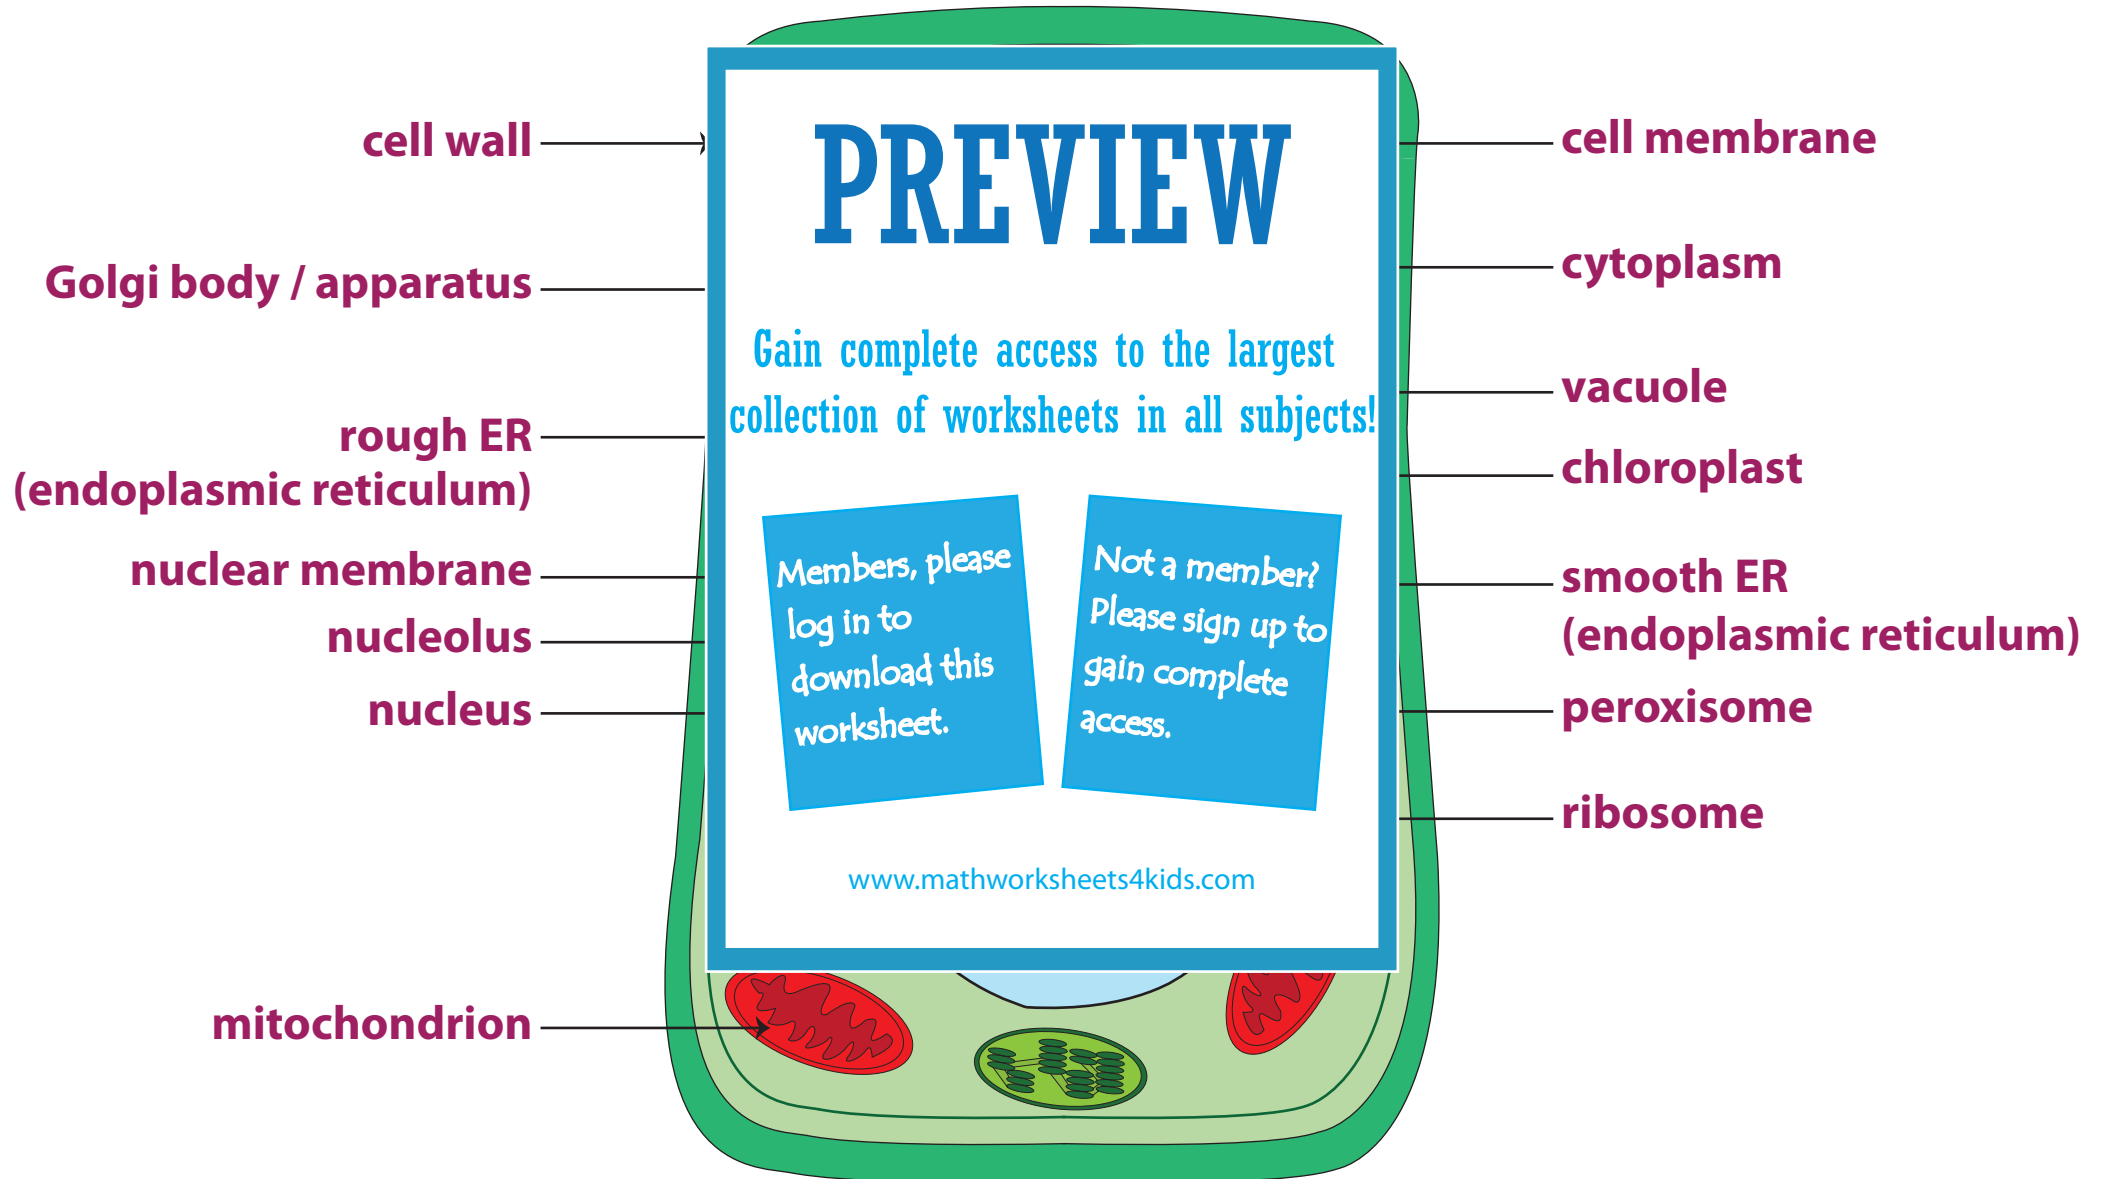 cell wall
Golgi body / apparatus
rough ER
(endoplasmic reticulum)
nuclear membrane
nucleolus
nucleus
mitochondrion
PREVIEW
Gain complete access to the largest
collection of worksheets in all subjects!
Members, please
log in to
download this
worksheet.
Not a member?
Please sign up to
gain complete
access.
www.mathworksheets4kids.com
cell membrane
cytoplasm
vacuole
chloroplast
smooth ER
(endoplasmic reticulum)
peroxisome
ribosome